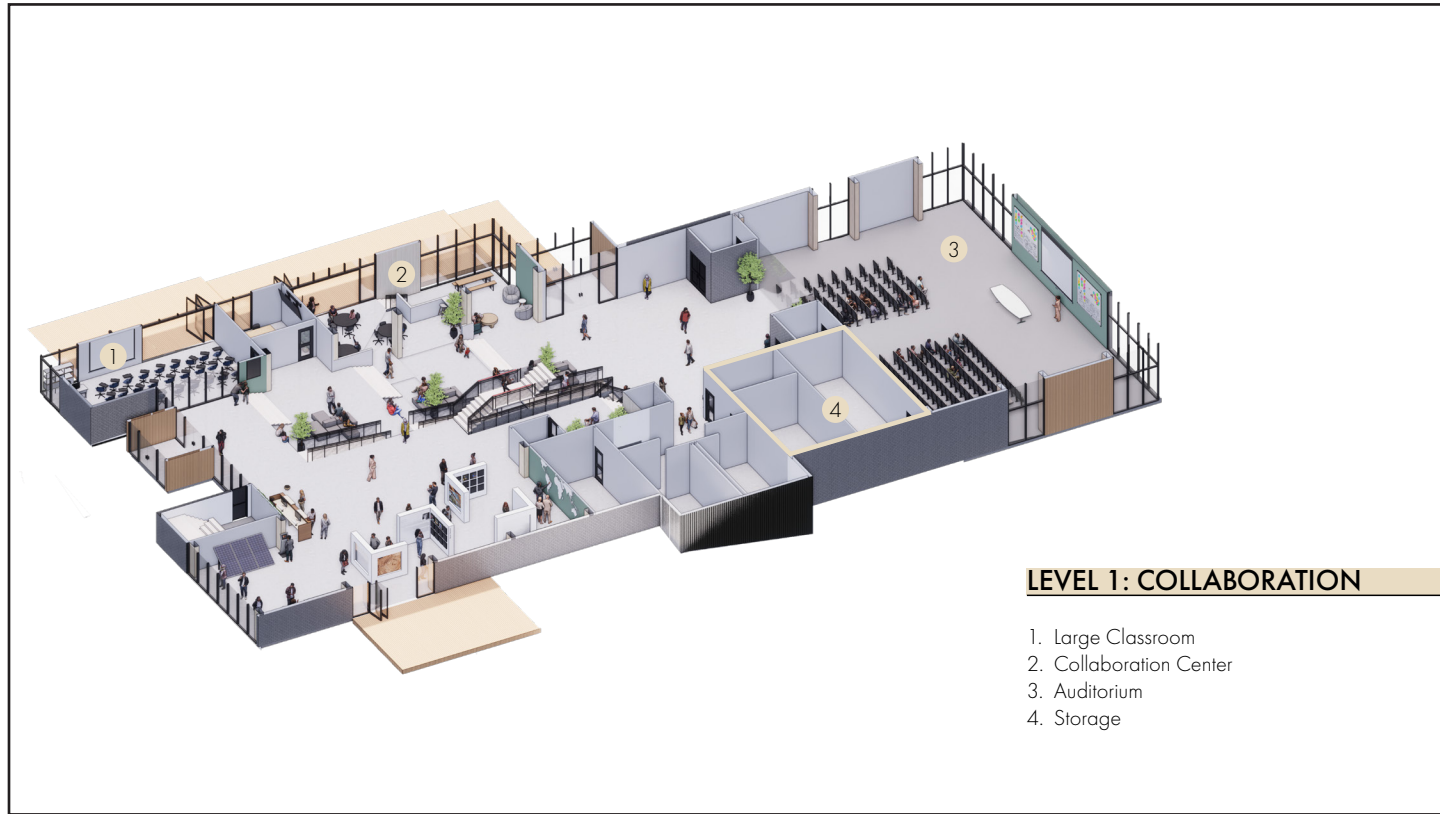 1
2
3
4
LEVEL 1: COLLABORATION
1. Large Classroom
2. Collaboration Center
3. Auditorium
4. Storage